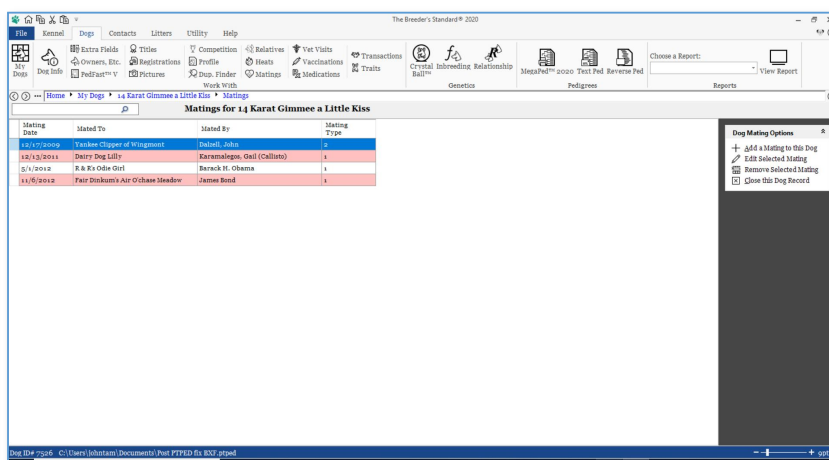 The Breeder's Standard® 2020
File Kennel Dogs Contacts Litters Utility Help
My Dogs
Dog Info
Extra Fields
Owners, Etc.
PedFast™ V
Titles
Registrations
Pictures
Competition
Profile
Dup. Finder
Relatives
Heats
Matings
Vet Visits
Vaccinations
Medications
Transactions
Traits
Work With
Crystal Ball™
Inbreeding
Relationship
Genetics
MegaPed™ 2020
Text Ped
Reverse Ped
Pedigrees
Choose a Report:
View Report
Reports
Home My Dogs 14 Karat Gimmee a Little Kiss Matings
Matings for 14 Karat Gimmee a Little Kiss
Mating Date Mated To Mated By Mating Type
12/17/2009 Yankee Clipper of Wingmont Dalzell, John 2
12/13/2011 Dairy Dog Lilly Karamalegos, Gail (Callisto) 1
5/1/2012 R & R's Odie Girl Barack H. Obama 1
11/6/2012 Fair Dinkum's Air O'chase Meadow James Bond 1
Dog Mating Options
Add a Mating to this Dog
Edit Selected Mating
Remove Selected Mating
Close this Dog Record
Dog ID# 7526 C:\Users\johntam\Documents\Post PTPED fix BXF.ptped
9pt